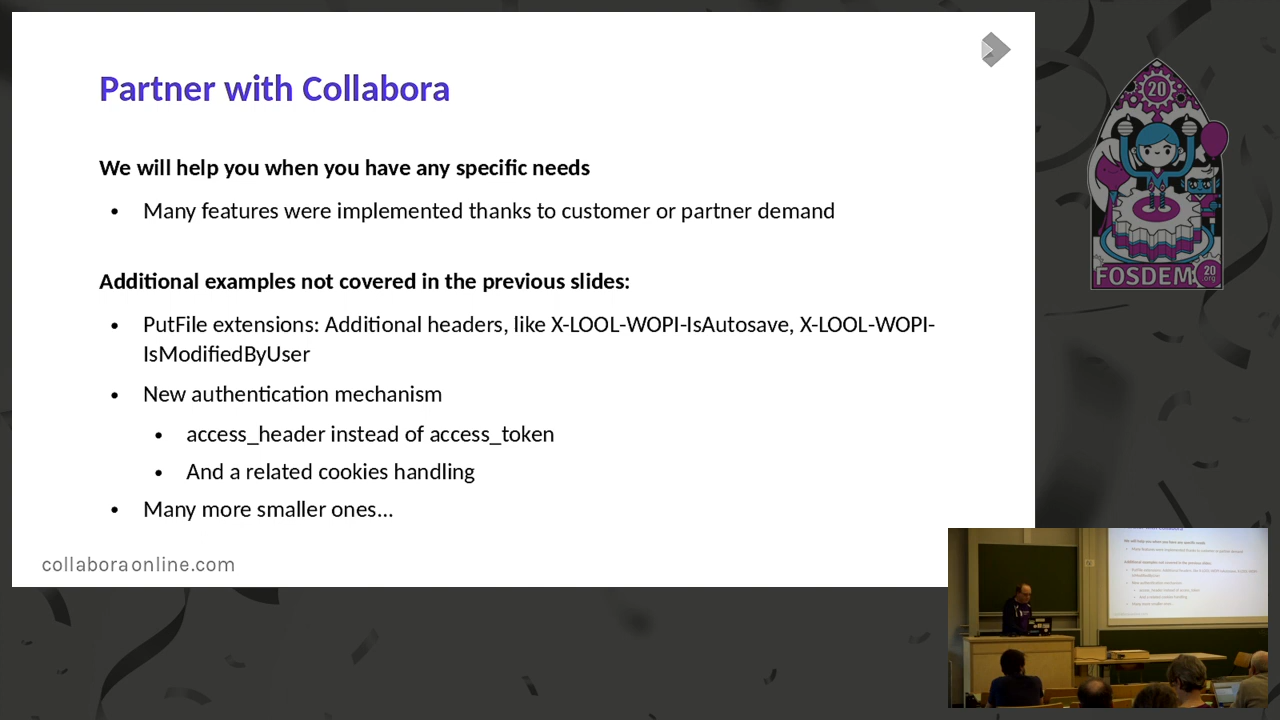 Partner with Collabora
We will help you when you have any specific needs
• Many features were implemented thanks to customer or partner demand
Additional examples not covered in the previous slides:
• PutFile extensions: Additional headers, like X-LOOL-WOPI-IsAutosave, X-LOOL-WOPI-
IsModifiedByUser
• New authentication mechanism
• access_header instead of access_token
• And a related cookies handling
• Many more smaller ones...
collaboraonline.com
20
FOSDEM
20
.org